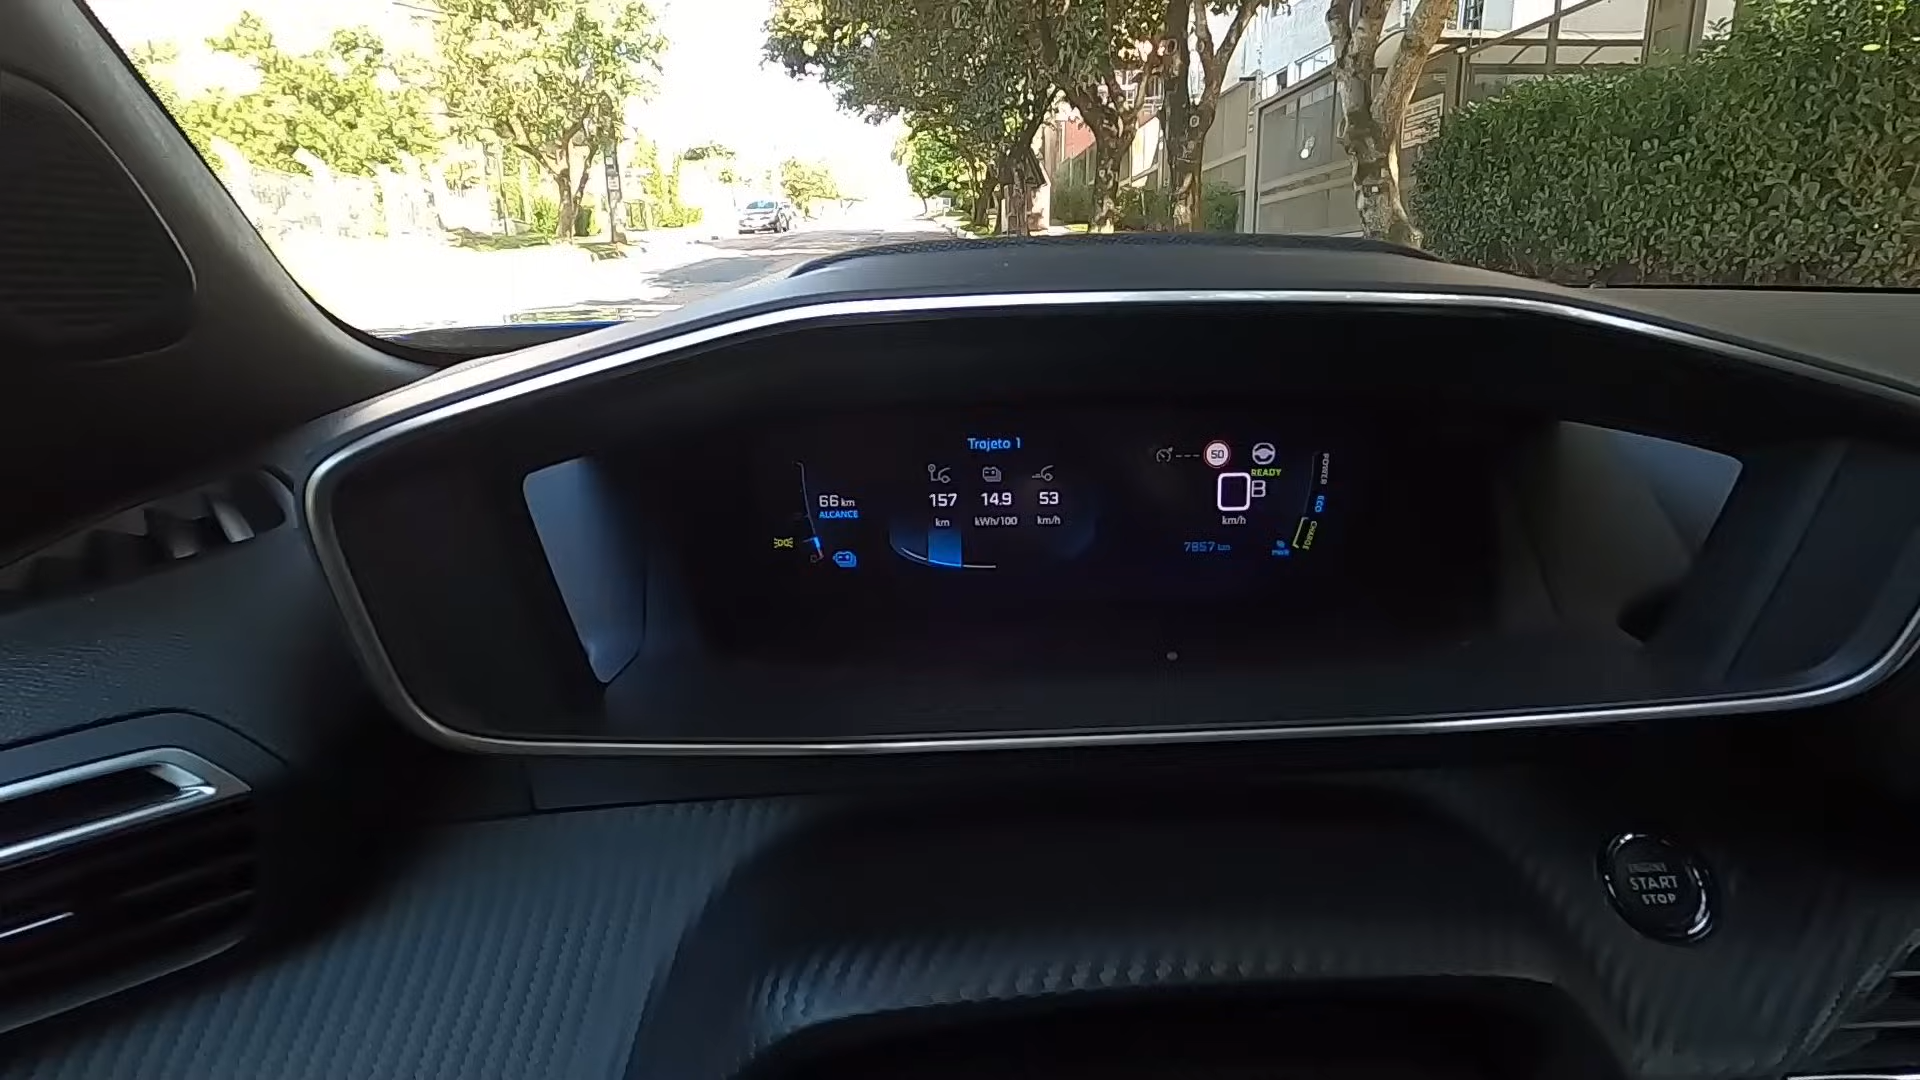 Trajeto 1
66 km
ALCANCE
157
km
14.9
kWh/100
53
km/h
---
50
READY
0 B
km/h
7857 km
POWER
ECO
CHARGE
ENGINE
START
STOP